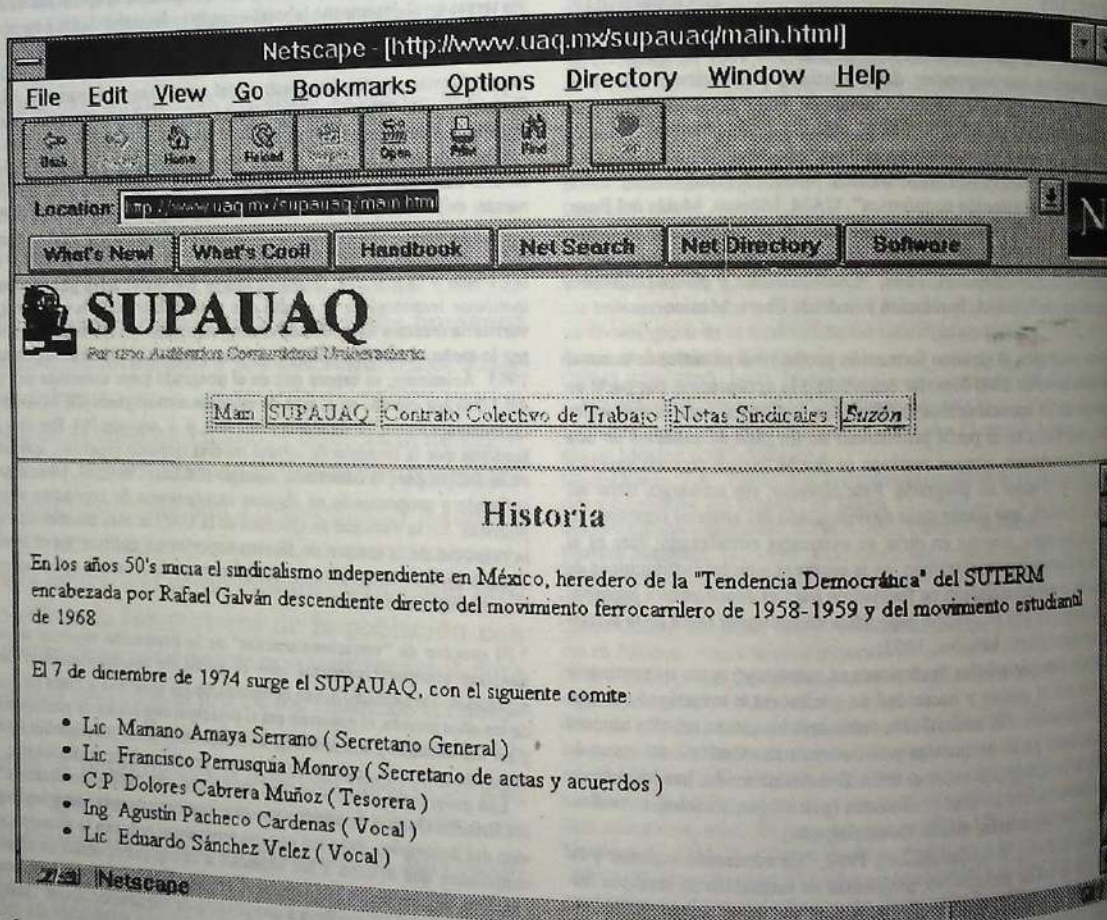 Netscape - [http://www.uaq.mx/supauaq/main.html]
File Edit View Go Bookmarks Options Directory Window Help
Back Home Reload Open Print Find
Location: http://www.uaq.mx/supauaq/main.html
What's New! What's Cool! Handbook Net Search Net Directory Software
N
SUPAUAQ
Por una Auténtica Comunidad Universitaria
Main SUPAUAQ Contrato Colectivo de Trabajo Notas Sindicales Buzón
Historia
En los años 50's inicia el sindicalismo independiente en México, heredero de la "Tendencia Democrática" del SUTERM
encabezada por Rafael Galván descendiente directo del movimiento ferrocarrilero de 1958-1959 y del movimiento estudiantil
de 1968
El 7 de diciembre de 1974 surge el SUPAUAQ, con el siguiente comite:
• Lic Mariano Amaya Serrano ( Secretario General )
• Lic Francisco Perrusquia Monroy ( Secretario de actas y acuerdos )
• C P Dolores Cabrera Muñoz ( Tesorera )
• Ing Agustín Pacheco Cardenas ( Vocal )
• Lic Eduardo Sánchez Velez ( Vocal )
Netscape